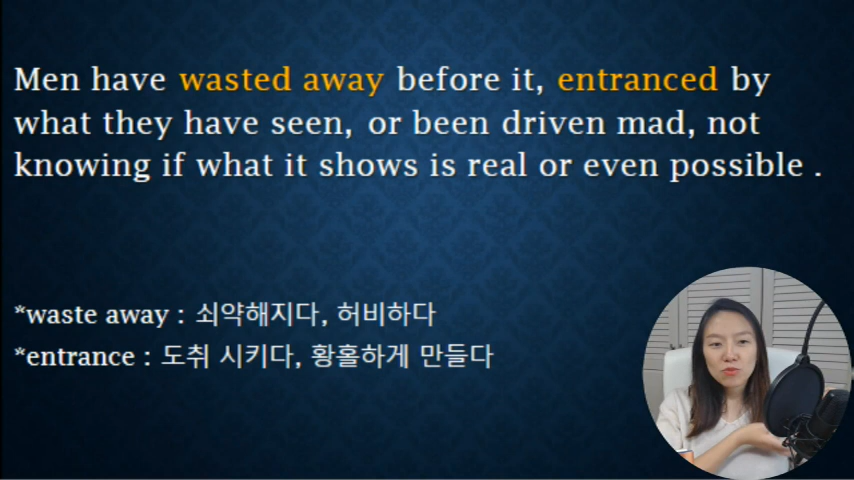 Men have wasted away before it, entranced by
what they have seen, or been driven mad, not
knowing if what it shows is real or even possible .
*waste away : 쇠약해지다, 허비하다
*entrance : 도취 시키다, 황홀하게 만들다